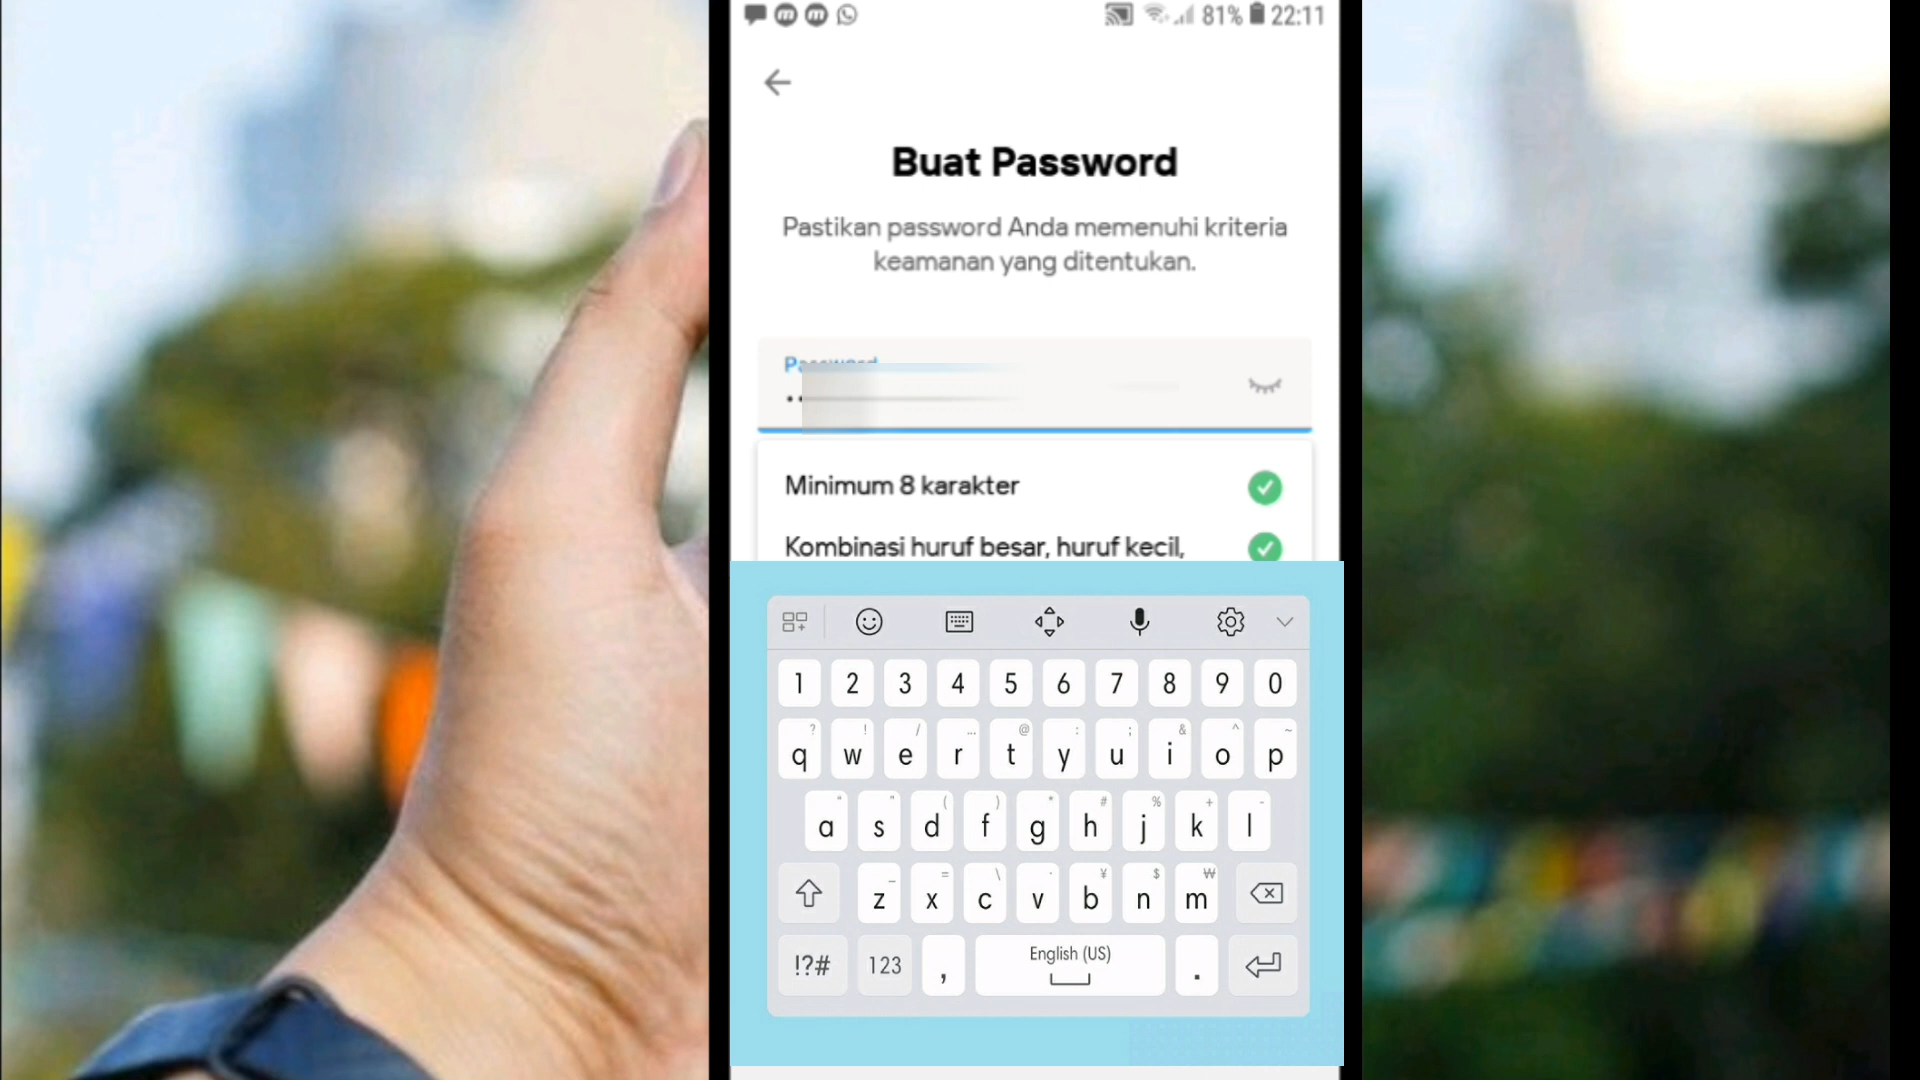 81% 22:11
Buat Password
Pastikan password Anda memenuhi kriteria
keamanan yang ditentukan.
Password
Minimum 8 karakter
Kombinasi huruf besar, huruf kecil,
1 2 3 4 5 6 7 8 9 0
q w e r t y u i o p
a s d f g h j k l
z x c v b n m
!?# 123 , English (US) .